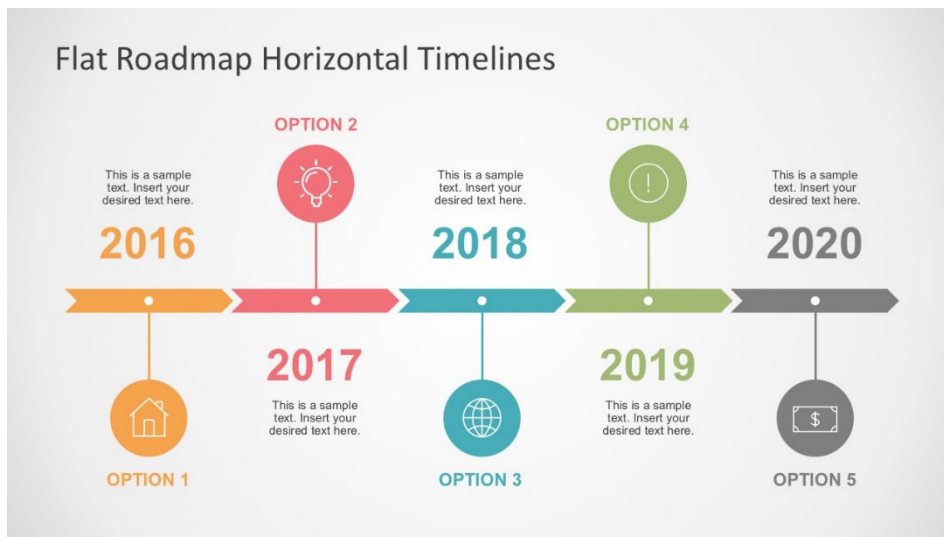 Flat Roadmap Horizontal Timelines
OPTION 2
OPTION 4
This is a sample
text. Insert your
desired text here.
2016
This is a sample
text. Insert your
desired text here.
2018
!
This is a sample
text. Insert your
desired text here.
2020
2017
This is a sample
text. Insert your
desired text here.
2019
This is a sample
text. Insert your
desired text here.
$
OPTION 1
OPTION 3
OPTION 5